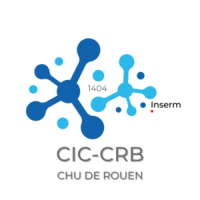 1404
Inserm
CIC-CRB
CHU DE ROUEN